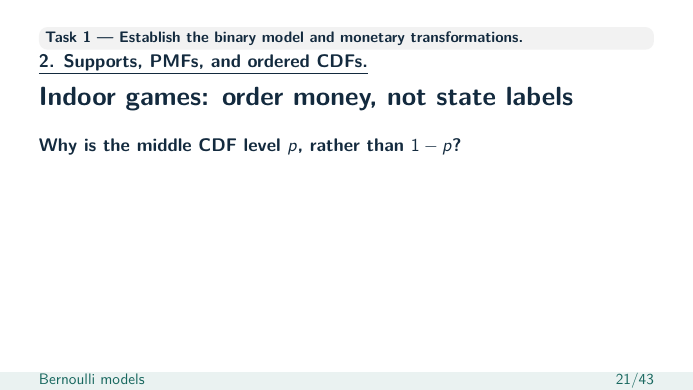 Task 1 — Establish the binary model and monetary transformations.
2. Supports, PMFs, and ordered CDFs.
Indoor games: order money, not state labels
Why is the middle CDF level p, rather than 1 − p?
Bernoulli models 21/43